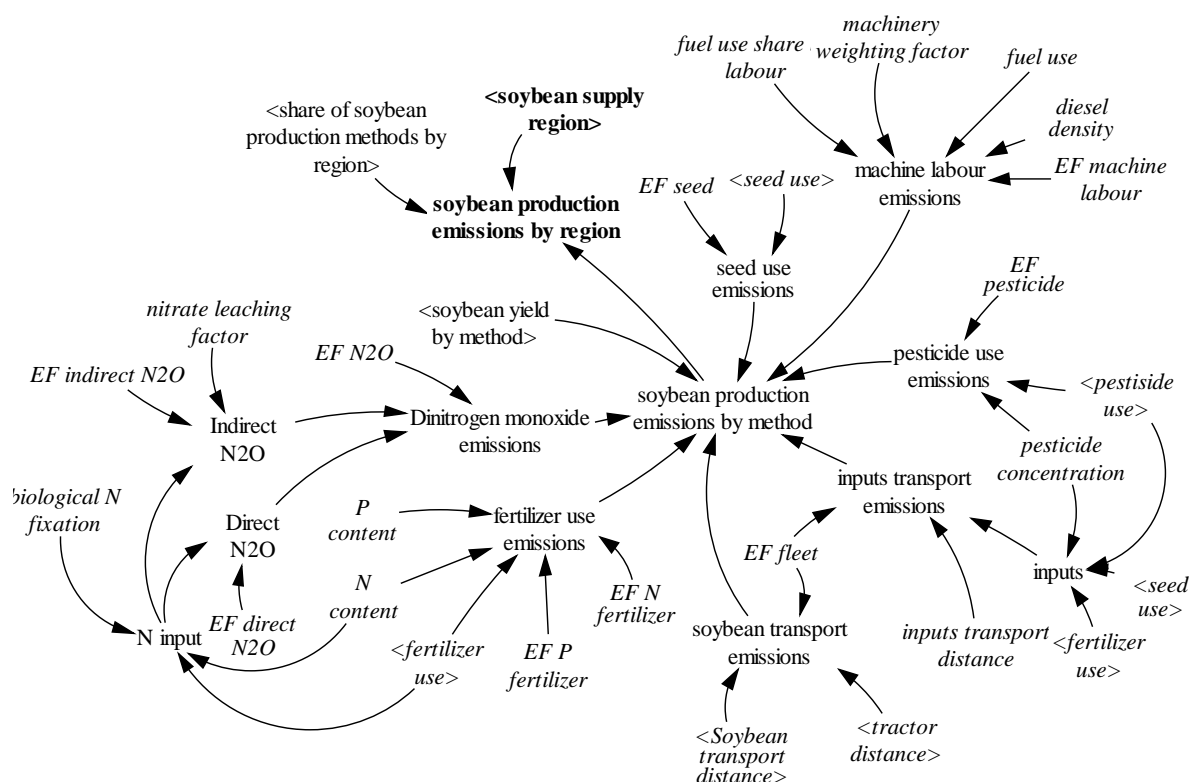 machinery
weighting factor
fuel use share
labour
fuel use
<share of soybean
production methods by
region>
<soybean supply
region>
diesel
density
machine labour
emissions
EF machine
labour
EF seed
<seed use>
soybean production
emissions by region
seed use
emissions
EF
pesticide
<soybean yield
by method>
nitrate leaching
factor
EF N2O
pesticide use
emissions
EF indirect N2O
<pestiside
use>
soybean production
emissions by method
Indirect
N2O
Dinitrogen monoxide
emissions
pesticide
concentration
inputs transport
emissions
biological N
fixation
P
content
fertilizer use
emissions
Direct
N2O
EF fleet
inputs
<seed
use>
N
content
EF N
fertilizer
N input
EF direct
N2O
soybean transport
emissions
inputs transport
distance
<fertilizer
use>
<fertilizer
use>
EF P
fertilizer
<Soybean
transport
distance>
<tractor
distance>